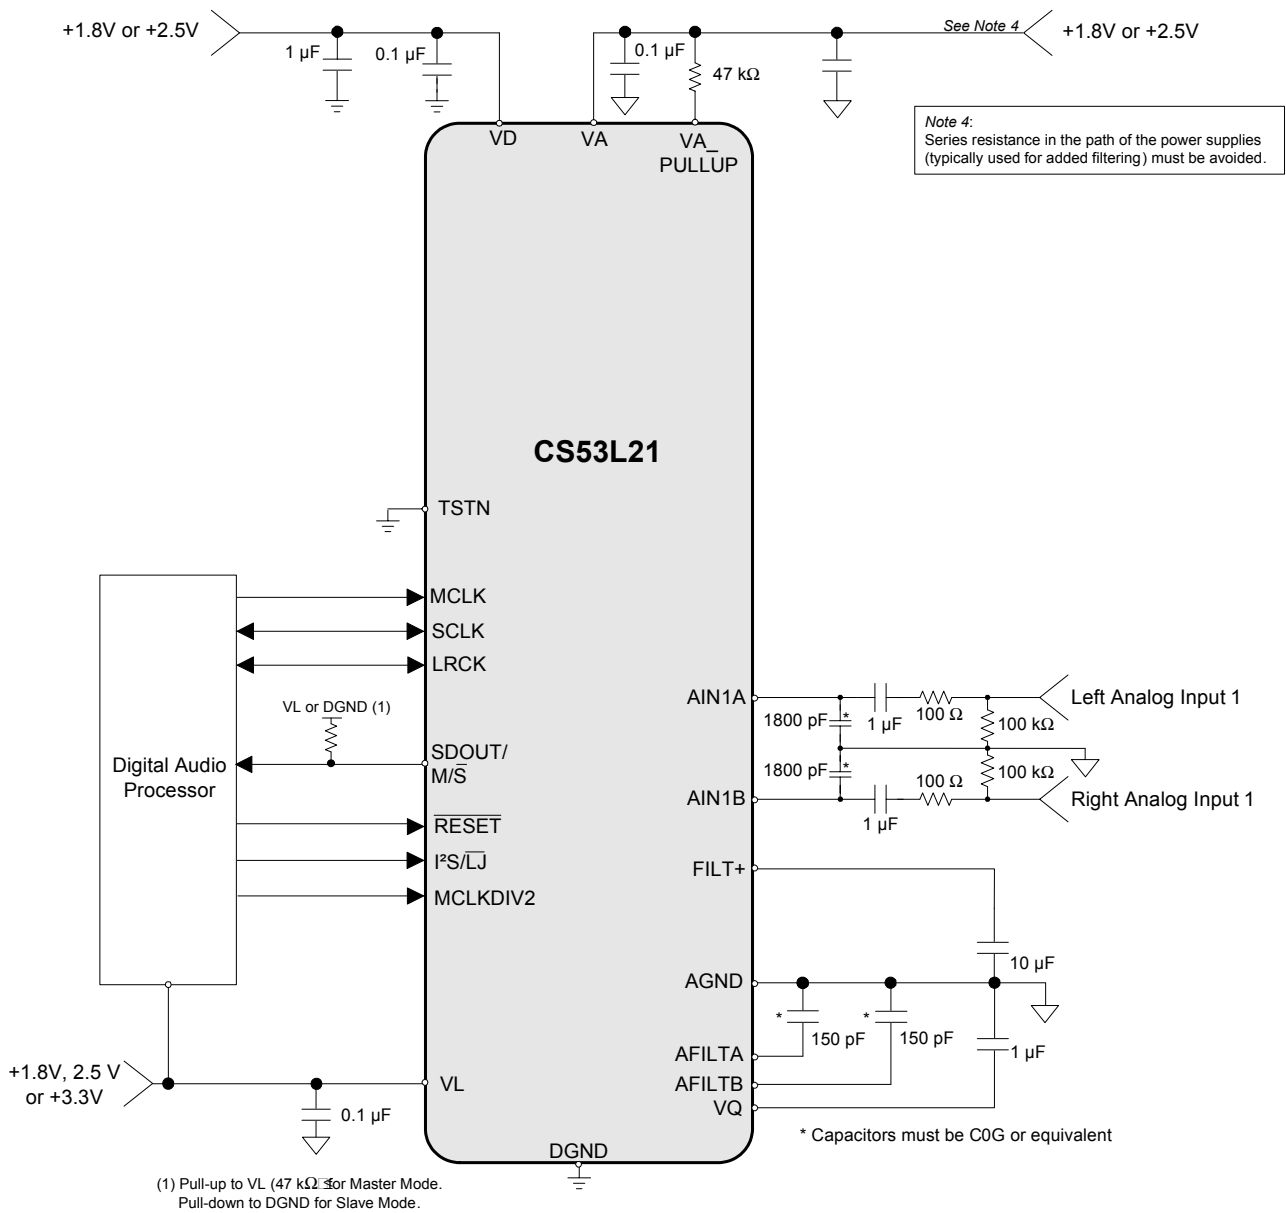 +1.8V or +2.5V
1 µF
0.1 µF
0.1 µF
47 kΩ
See Note 4
+1.8V or +2.5V
Note 4:
Series resistance in the path of the power supplies
(typically used for added filtering) must be avoided.
VD
VA
VA_
PULLUP
CS53L21
TSTN
MCLK
SCLK
LRCK
VL or DGND (1)
SDOUT/
M/S̅
Digital Audio
Processor
R̅E̅S̅E̅T̅
I²S/L̅J̅
MCLKDIV2
AIN1A
1800 pF
*
1 µF
100 Ω
100 kΩ
Left Analog Input 1
1800 pF
*
100 Ω
100 kΩ
AIN1B
1 µF
Right Analog Input 1
FILT+
10 µF
AGND
*
150 pF
*
150 pF
1 µF
AFILTA
AFILTB
VQ
+1.8V, 2.5 V
or +3.3V
VL
0.1 µF
* Capacitors must be C0G or equivalent
DGND
(1) Pull-up to VL (47 kΩ for Master Mode.
Pull-down to DGND for Slave Mode.